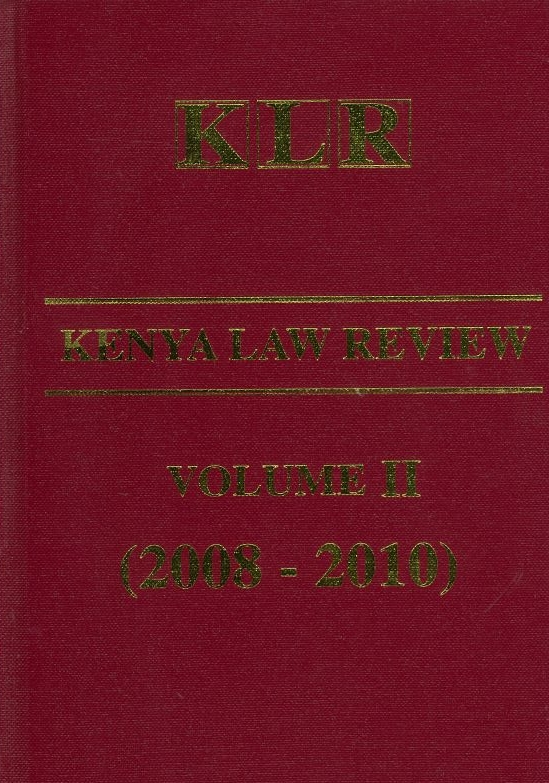 KLR
KENYA LAW REVIEW
VOLUME II
(2008 - 2010)